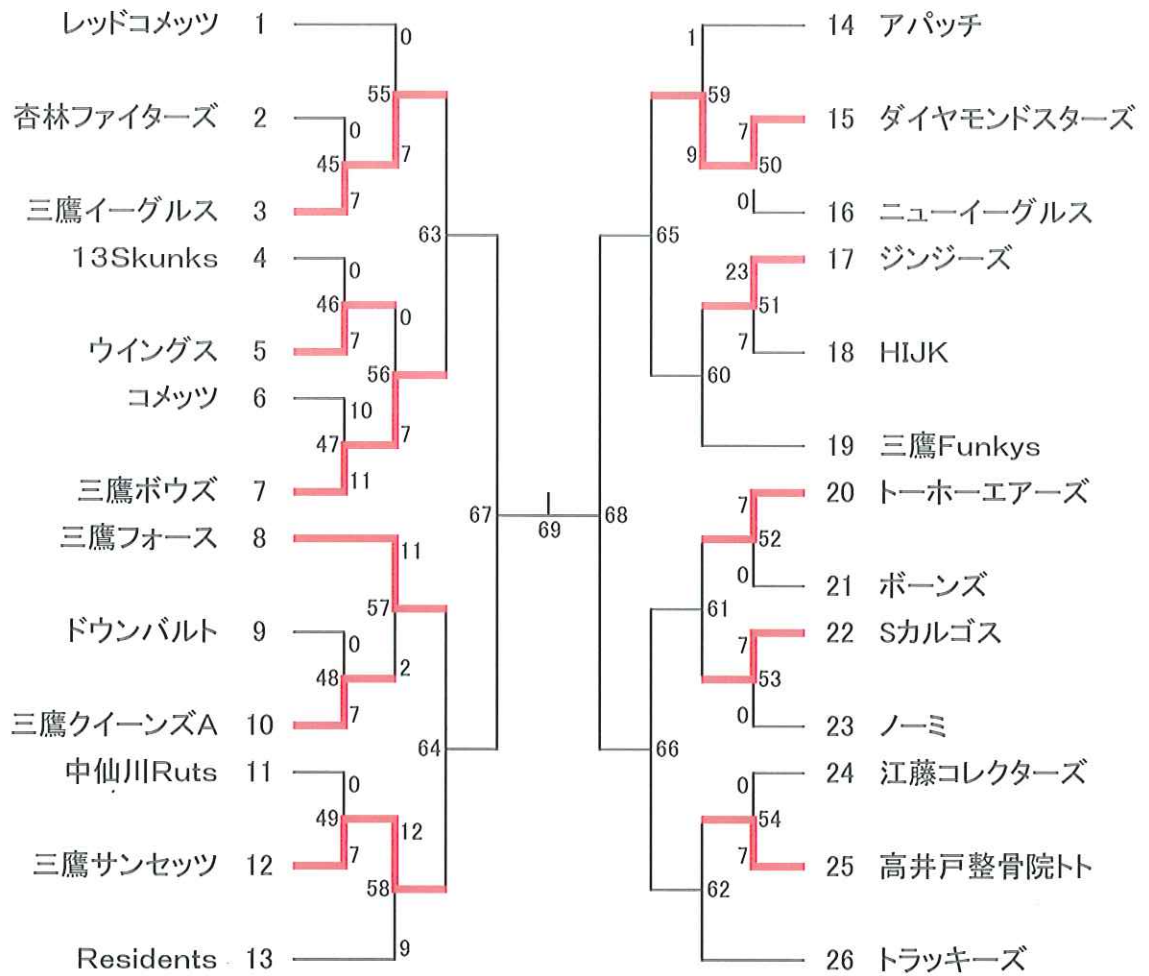 レッドコメッツ 1
0
55
杏林ファイターズ 2
0
45
7
7
三鷹イーグルス 3
63
13Skunks 4
0
46
0
7
ウイングス 5
56
コメッツ 6
10
47
7
11
三鷹ボウズ 7
67
三鷹フォース 8
11
57
ドウンバルト 9
0
48
2
7
三鷹クイーンズA 10
64
中仙川Ruts 11
0
49
12
7
三鷹サンセッツ 12
58
9
Residents 13
69
14 アパッチ
1
59
15 ダイヤモンドスターズ
7
9
50
0
16 ニューイーグルス
65
17 ジンジーズ
23
51
7
18 HIJK
60
19 三鷹Funkys
20 トーホーエアーズ
7
68
52
0
21 ボーンズ
61
22 Sカルゴス
7
53
0
23 ノーミ
66
24 江藤コレクターズ
0
54
7
25 高井戸整骨院トト
62
26 トラッキーズ